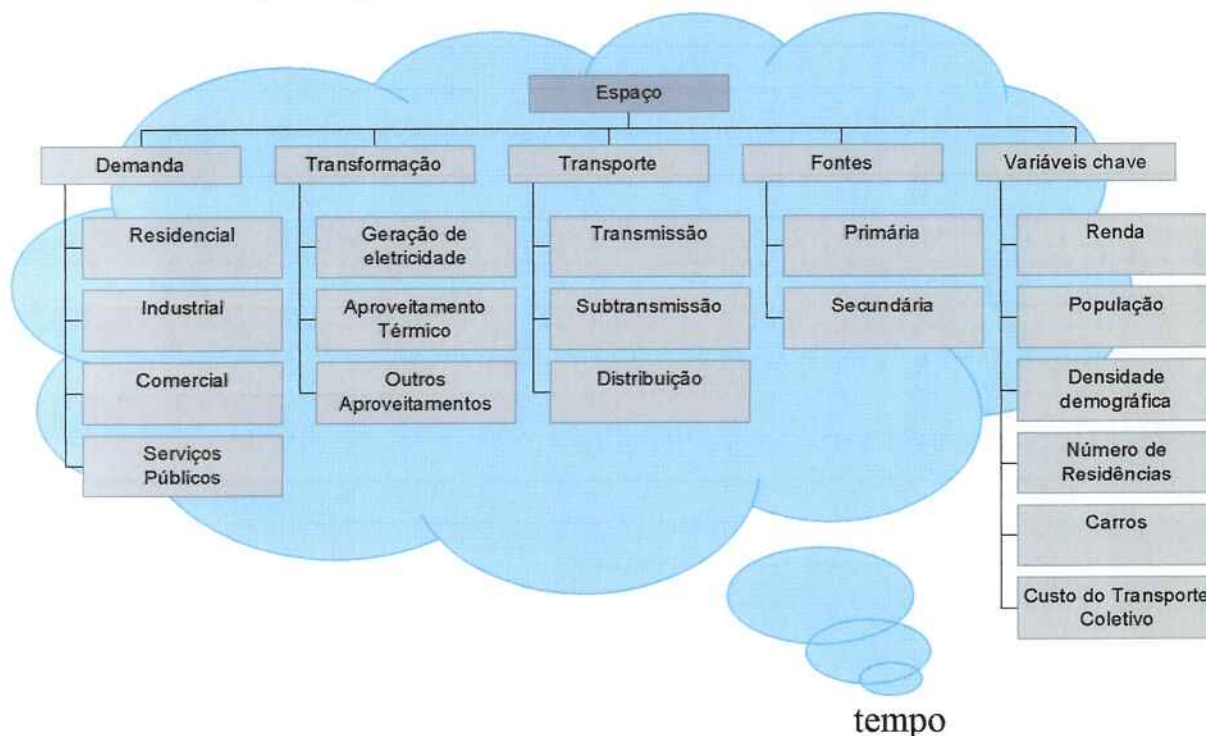 Espaço
Demanda
Residencial
Industrial
Comercial
Serviços
Públicos
Transformação
Geração de
eletricidade
Aproveitamento
Térmico
Outros
Aproveitamentos
Transporte
Transmissão
Subtransmissão
Distribuição
Fontes
Primária
Secundária
Variáveis chave
Renda
População
Densidade
demográfica
Número de
Residências
Carros
Custo do Transporte
Coletivo
tempo